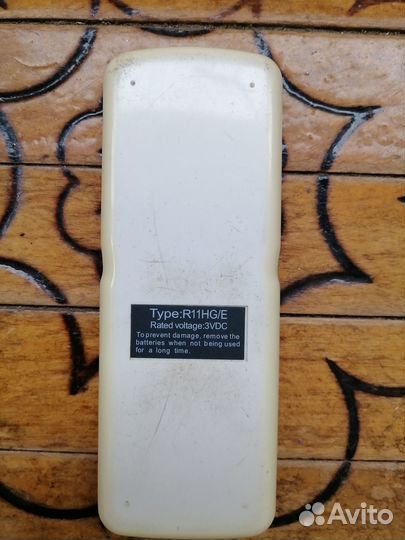 Type:R11HG/E
Rated voltage:3VDC
To prevent damage, remove the
batteries when not being used
for a long time.
Avito